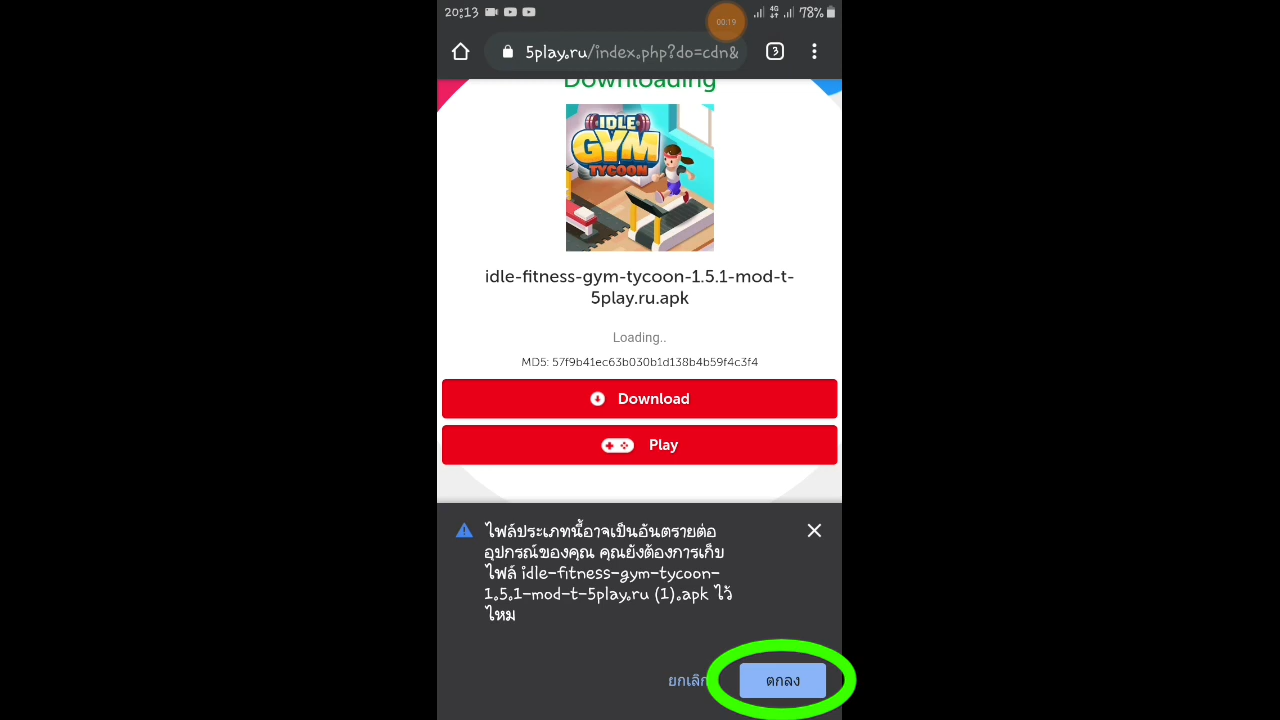 20:13
00:19
4G
78%
5play.ru/index.php?do=cdn&
3
Downloading
IDLE
GYM
TYCOON
idle-fitness-gym-tycoon-1.5.1-mod-t-
5play.ru.apk
Loading..
MD5: 57f9b41ec63b030b1d138b4b59f4c3f4
Download
Play
ไฟล์ประเภทนี้อาจเป็นอันตรายต่อ
อุปกรณ์ของคุณ คุณยังต้องการเก็บ
ไฟล์ idle-fitness-gym-tycoon-
1.5.1-mod-t-5play.ru (1).apk ไว้
ไหม
ยกเลิก
ตกลง